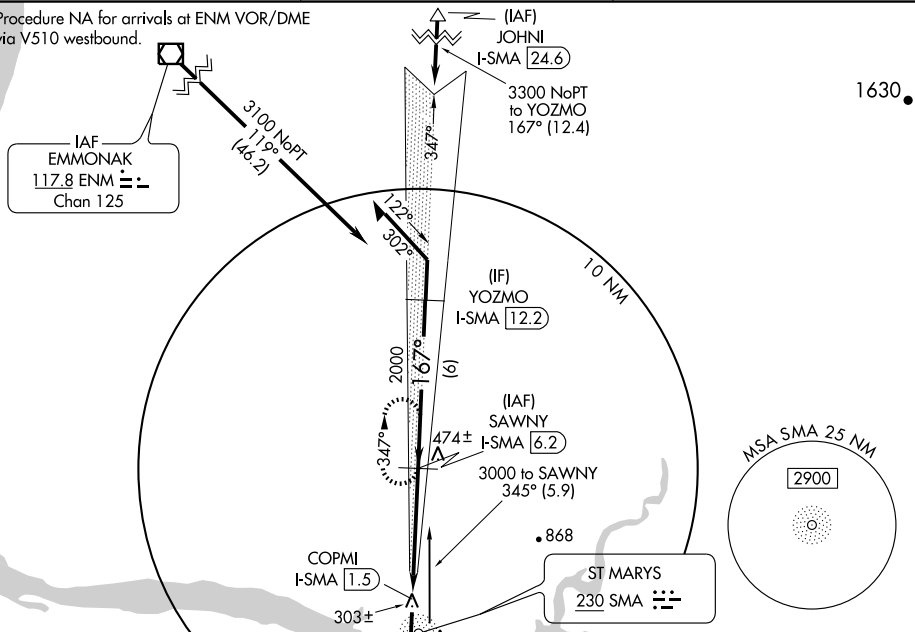 Procedure NA for arrivals at ENM VOR/DME
via V510 westbound.
(IAF)
JOHNI
I-SMA 24.6
3300 NoPT
to YOZMO
167° (12.4)
1630
3100 NoPT
119°
(46.2)
IAF
EMMONAK
117.8 ENM
Chan 125
347°
122°
302°
10 NM
(IF)
YOZMO
I-SMA 12.2
2000
167°
(6)
(IAF)
SAWNY
I-SMA 6.2
474±
347°
3000 to SAWNY
345° (5.9)
MSA SMA 25 NM
2900
868
COPMI
I-SMA 1.5
303±
ST MARYS
230 SMA